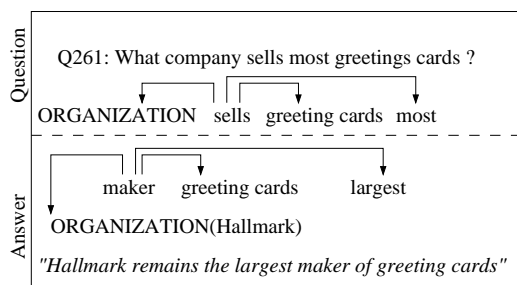 Question
Q261: What company sells most greetings cards ?
ORGANIZATION sells greeting cards most
Answer
maker greeting cards largest
ORGANIZATION(Hallmark)
"Hallmark remains the largest maker of greeting cards"